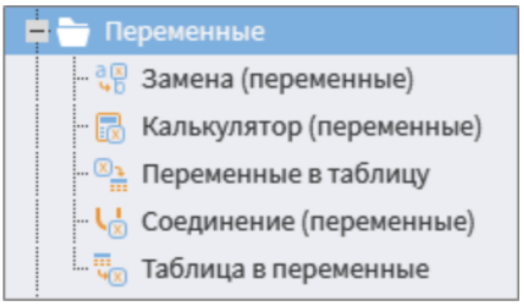 Переменные
Замена (переменные)
Калькулятор (переменные)
Переменные в таблицу
Соединение (переменные)
Таблица в переменные